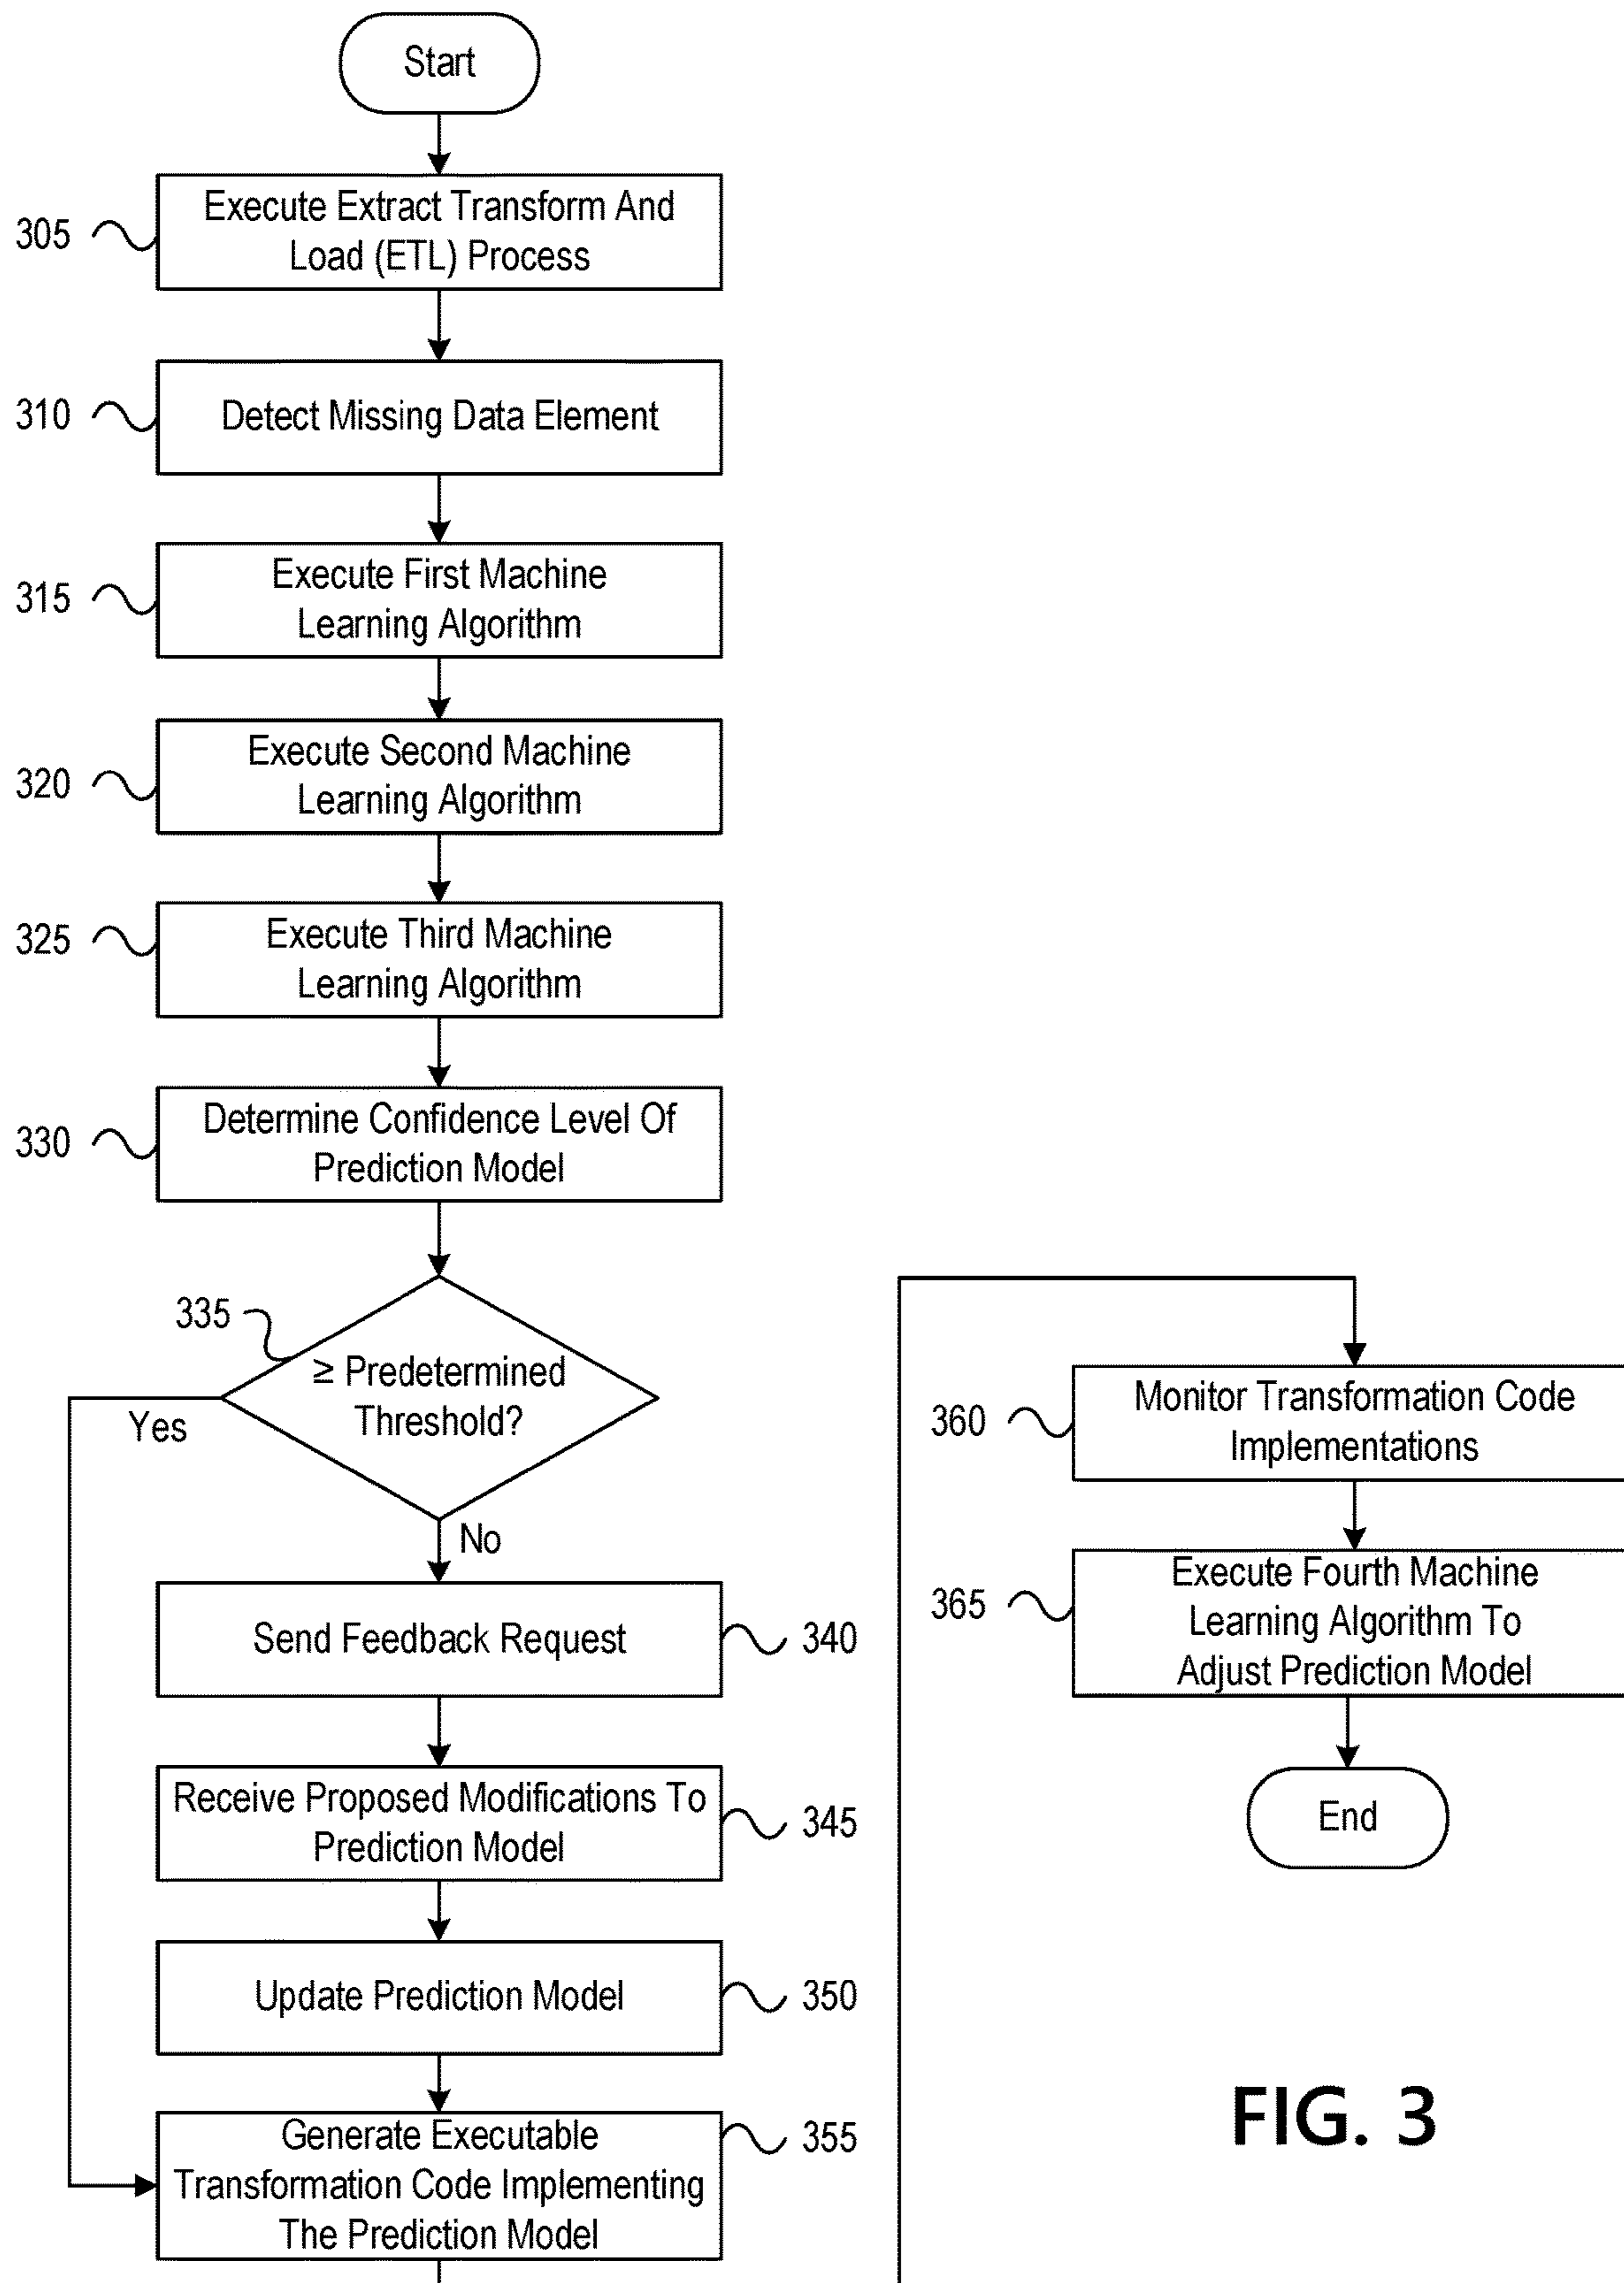 Start
305
Execute Extract Transform And
Load (ETL) Process
310
Detect Missing Data Element
315
Execute First Machine
Learning Algorithm
320
Execute Second Machine
Learning Algorithm
325
Execute Third Machine
Learning Algorithm
330
Determine Confidence Level Of
Prediction Model
335
≥ Predetermined
Threshold?
Yes
No
Send Feedback Request
340
Receive Proposed Modifications To
Prediction Model
345
Update Prediction Model
350
Generate Executable
Transformation Code Implementing
The Prediction Model
355
360
Monitor Transformation Code
Implementations
365
Execute Fourth Machine
Learning Algorithm To
Adjust Prediction Model
End
FIG. 3